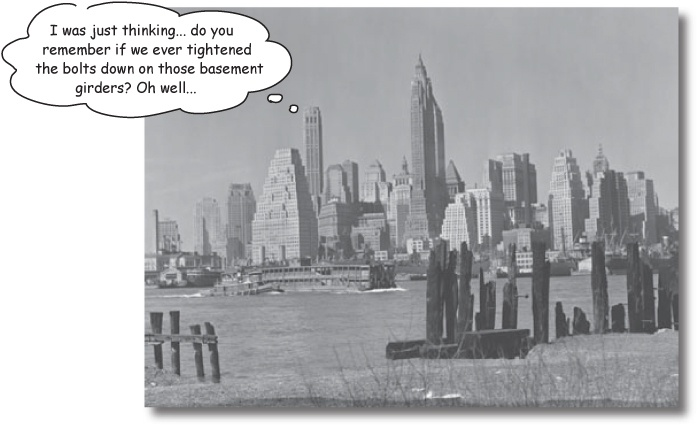 I was just thinking... do you
remember if we ever tightened
the bolts down on those basement
girders? Oh well...